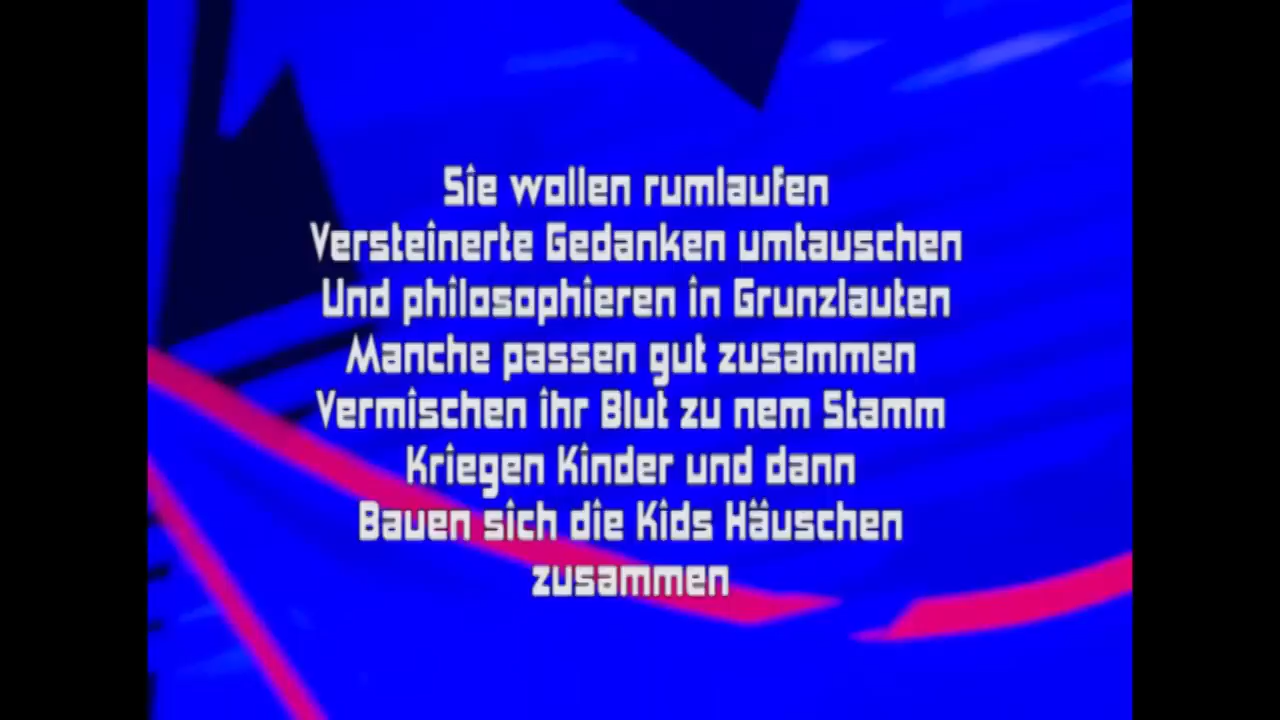 Sie wollen rumlaufen
Versteinerte Gedanken umtauschen
Und philosophieren in Grunzlauten
Manche passen gut zusammen
Vermischen ihr Blut zu nem Stamm
Kriegen Kinder und dann
Bauen sich die Kids Häuschen
zusammen